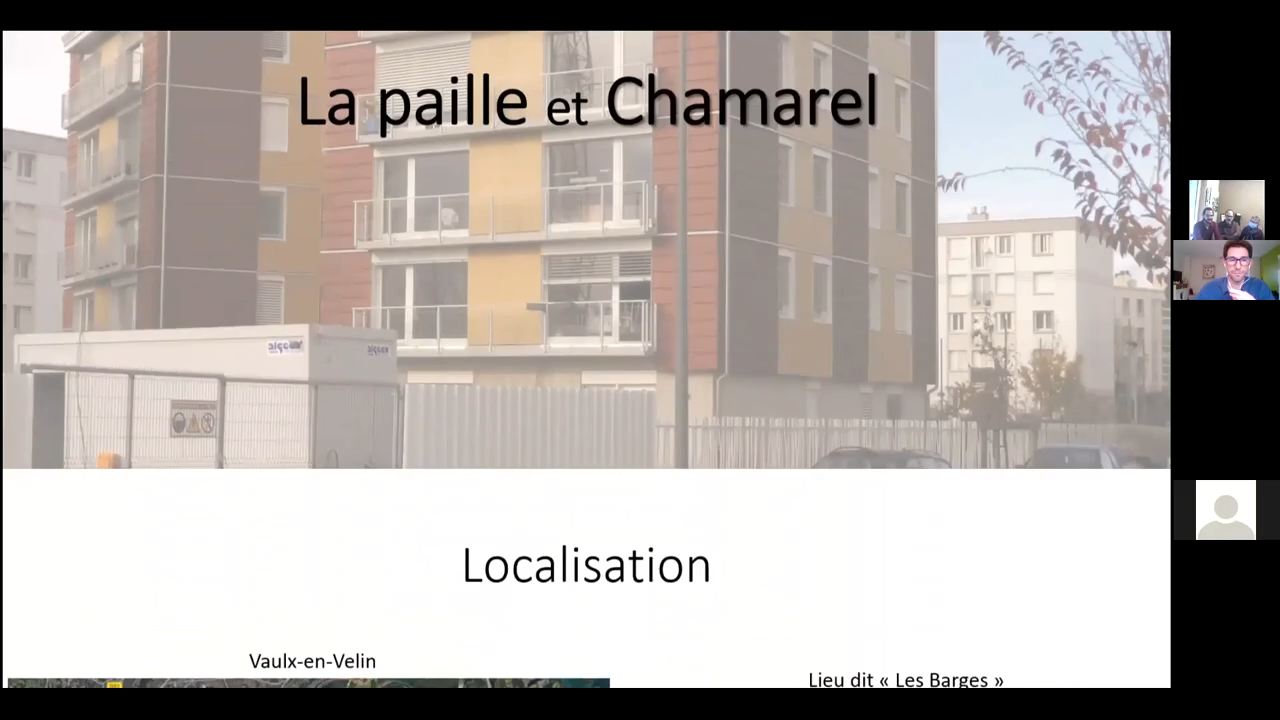 La paille et Chamarel
Localisation
Vaulx-en-Velin
Lieu dit « Les Barges »